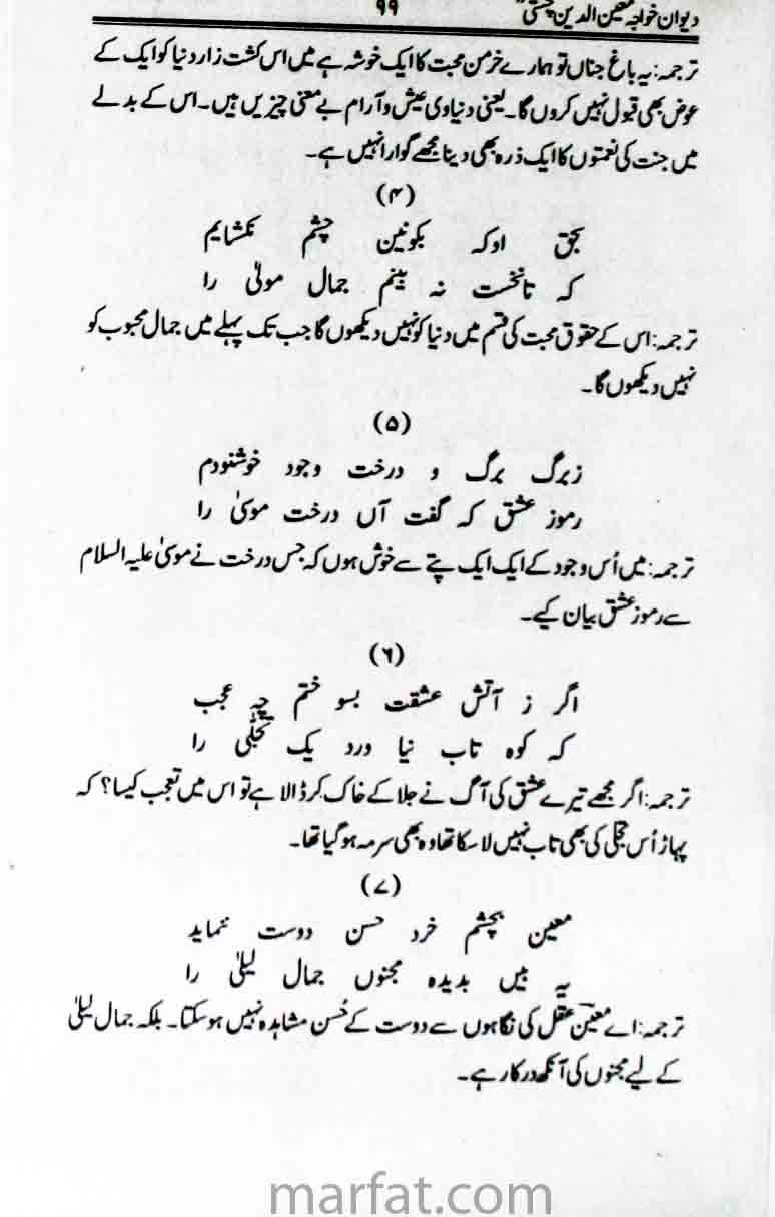 دیوان خواجہ معین الدین چشتیؒ
۹۹
ترجمہ: یہ باغ جناں تو ہمارے خرمن محبت کا ایک خوشہ ہے میں اس کشت زار دنیا کو ایک کے
عوض بھی قبول نہیں کروں گا۔ یعنی دنیاوی عیش و آرام بے معنی چیزیں ہیں۔ اس کے بدلے
میں جنت کی نعمتوں کا ایک ذرہ بھی دینا مجھے گوارا نہیں ہے۔
(۴)
بحق اوکہ بکونین چشم نکشایم
کہ تانخست نہ بینم جمال مولیٰ را
ترجمہ: اس کے حقوق محبت کی قسم میں دنیا کو نہیں دیکھوں گا جب تک پہلے میں جمال محبوب کو
نہیں دیکھوں گا۔
(۵)
زبرگ برگ و درخت وجود خوشنودم
رموز عشق کہ گفت آں درخت موسیٰ را
ترجمہ: میں اُس وجود کے ایک ایک پتے سے خوش ہوں کہ جس درخت نے موسیٰ علیہ السلام
سے رموز عشق بیان کیے۔
(۶)
اگر ز آتش عشقت بسو ختم چہ عجب
کہ کوہ تاب نیا ورد یک تجلّی را
ترجمہ: اگر مجھے تیرے عشق کی آگ نے جلا کے خاک کر ڈالا ہے تو اس میں تعجب کیسا؟ کہ
پہاڑ اُس تجلی کی بھی تاب نہیں لا سکا تھا وہ بھی سرمہ ہو گیا تھا۔
(۷)
معین بچشم خرد حسن دوست نماید
یہ بیں بدیدہ مجنوں جمال لیلیٰ را
ترجمہ: اے معینؔ عقل کی نگاہوں سے دوست کے حُسن مشاہدہ نہیں ہو سکتا۔ بلکہ جمال لیلیٰ
کے لیے مجنوں کی آنکھ درکار ہے۔
marfat.com